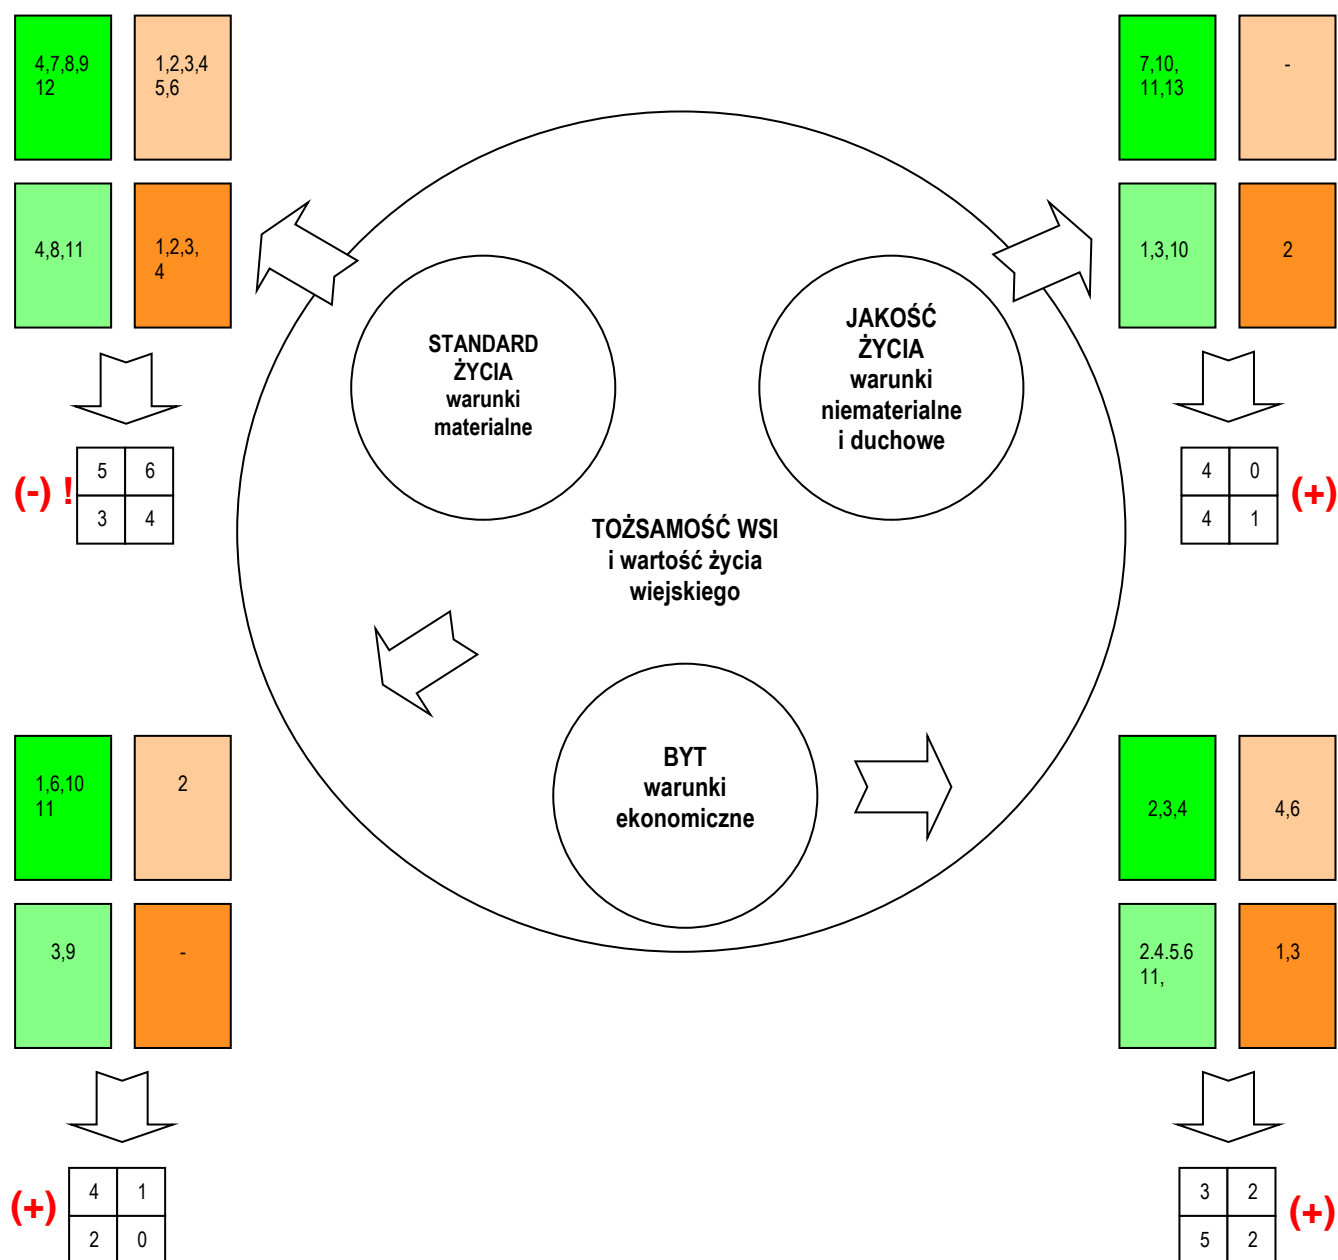 4,7,8,9
12
1,2,3,4
5,6
4,8,11
1,2,3,
4
(-) !
5 6
3 4
7,10,
11,13
-
1,3,10
2
4 0
4 1
(+)
STANDARD
ŻYCIA
warunki
materialne
JAKOŚĆ
ŻYCIA
warunki
niematerialne
i duchowe
TOŻSAMOŚĆ WSI
i wartość życia
wiejskiego
BYT
warunki
ekonomiczne
1,6,10
11
2
3,9
-
(+)
4 1
2 0
2,3,4
4,6
2.4.5.6
11,
1,3
3 2
5 2
(+)